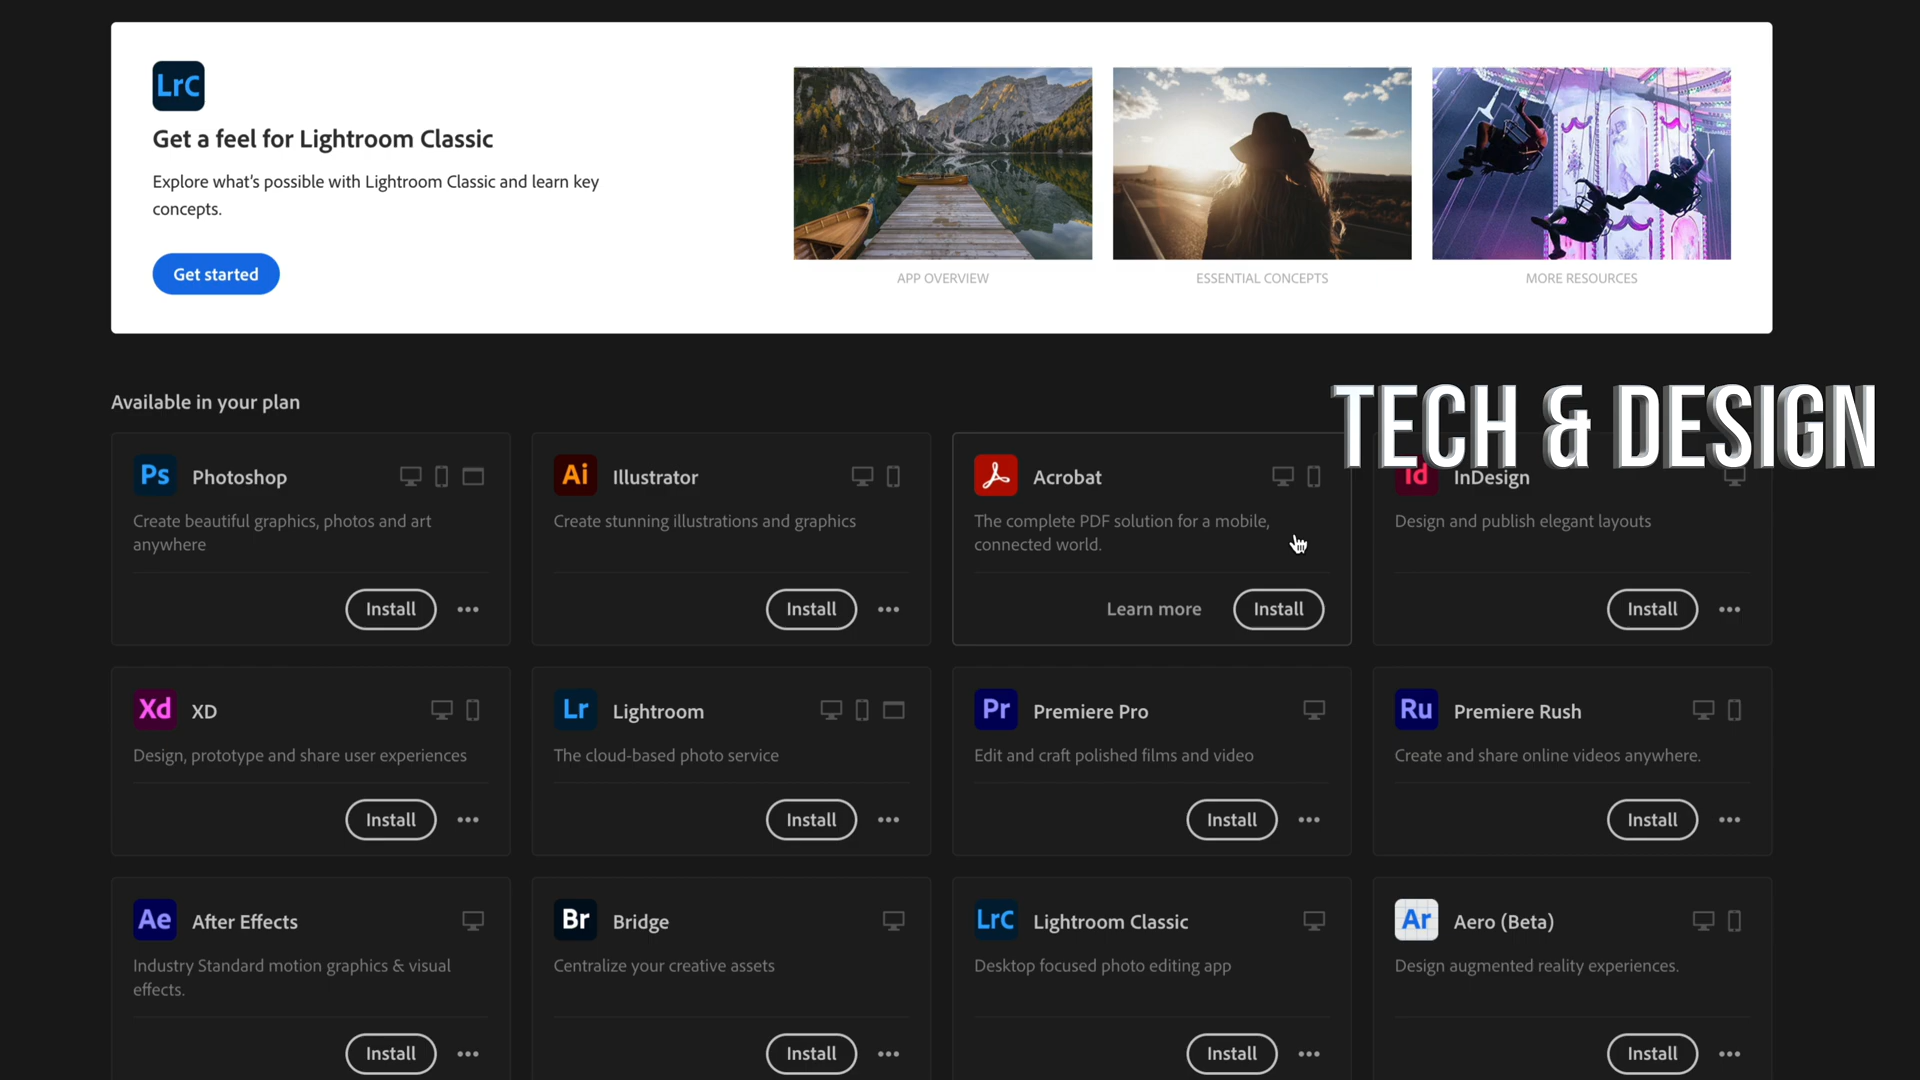 LrC
Get a feel for Lightroom Classic
Explore what's possible with Lightroom Classic and learn key
concepts.
Get started
APP OVERVIEW
ESSENTIAL CONCEPTS
MORE RESOURCES
Available in your plan
TECH & DESIGN
Ps Photoshop
Create beautiful graphics, photos and art
anywhere
Install
Ai Illustrator
Create stunning illustrations and graphics
Install
Acrobat
The complete PDF solution for a mobile,
connected world.
Learn more
Install
Id InDesign
Design and publish elegant layouts
Install
Xd XD
Design, prototype and share user experiences
Install
Lr Lightroom
The cloud-based photo service
Install
Pr Premiere Pro
Edit and craft polished films and video
Install
Ru Premiere Rush
Create and share online videos anywhere.
Install
Ae After Effects
Industry Standard motion graphics & visual
effects.
Install
Br Bridge
Centralize your creative assets
Install
LrC Lightroom Classic
Desktop focused photo editing app
Install
Ar Aero (Beta)
Design augmented reality experiences.
Install